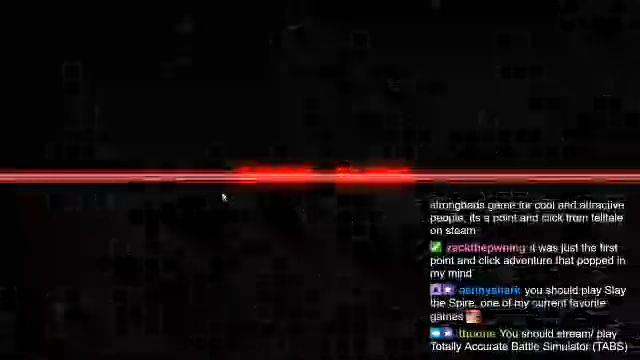 strongbads game for cool and attractive
people, its a point and click from telltale
on steam
zackthepwning it was just the first
point and click adventure that popped in
my mind
you should play Slay
the Spire, one of my current favorite
games
You should stream/ play
Totally Accurate Battle Simulator (TABS)